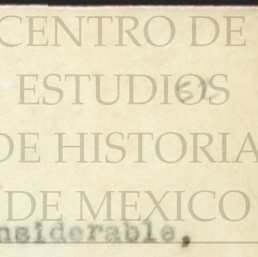 CENTRO DE
ESTUDIOS
DE HISTORIA
DE MEXICO
nsiderable,